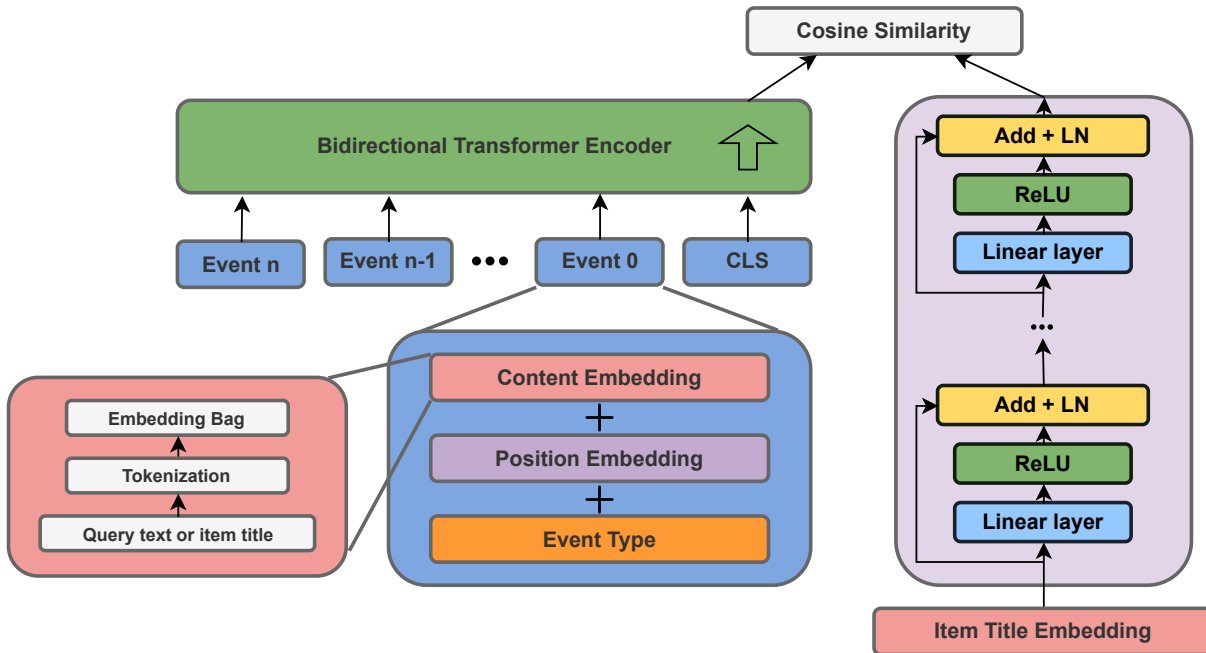 Cosine Similarity
Bidirectional Transformer Encoder
Event n
Event n-1
•••
Event 0
CLS
Content Embedding
+
Position Embedding
+
Event Type
Embedding Bag
Tokenization
Query text or item title
Add + LN
ReLU
Linear layer
•••
Add + LN
ReLU
Linear layer
Item Title Embedding